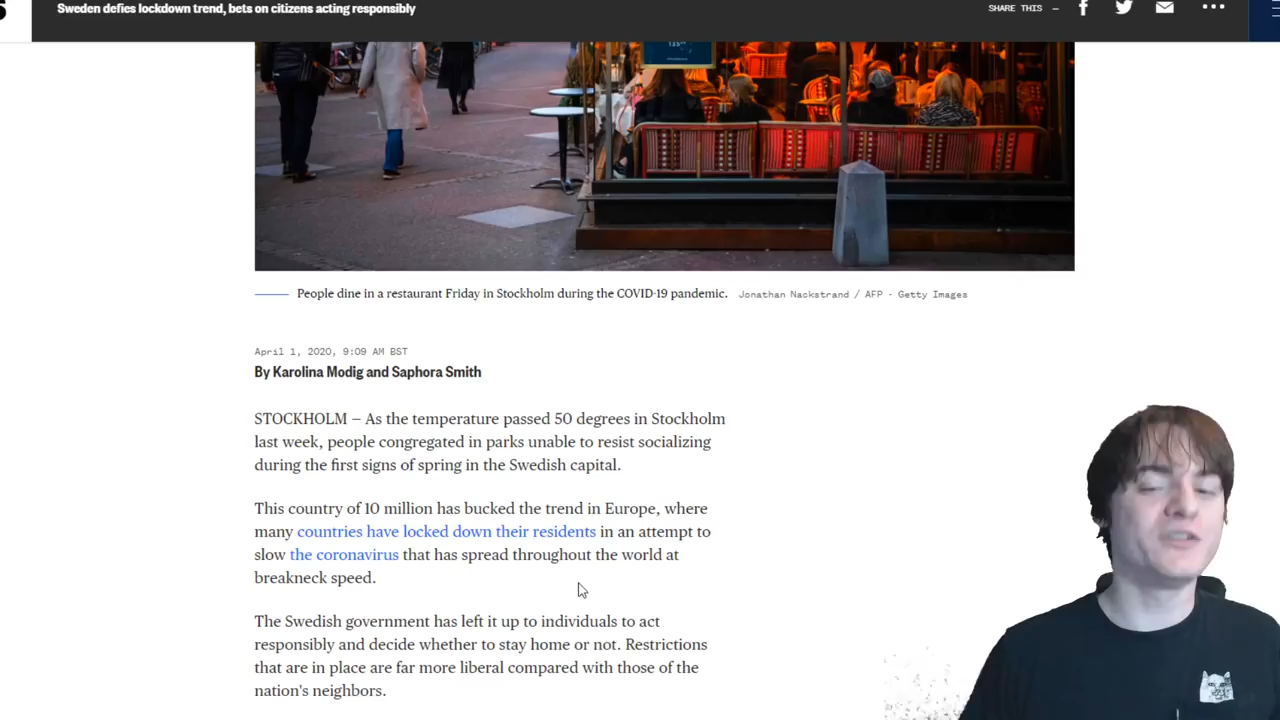 Sweden defies lockdown trend, bets on citizens acting responsibly
SHARE THIS —
People dine in a restaurant Friday in Stockholm during the COVID-19 pandemic. Jonathan Nackstrand / AFP - Getty Images
April 1, 2020, 9:09 AM BST
By Karolina Modig and Saphora Smith
STOCKHOLM — As the temperature passed 50 degrees in Stockholm
last week, people congregated in parks unable to resist socializing
during the first signs of spring in the Swedish capital.
This country of 10 million has bucked the trend in Europe, where
many countries have locked down their residents in an attempt to
slow the coronavirus that has spread throughout the world at
breakneck speed.
The Swedish government has left it up to individuals to act
responsibly and decide whether to stay home or not. Restrictions
that are in place are far more liberal compared with those of the
nation's neighbors.